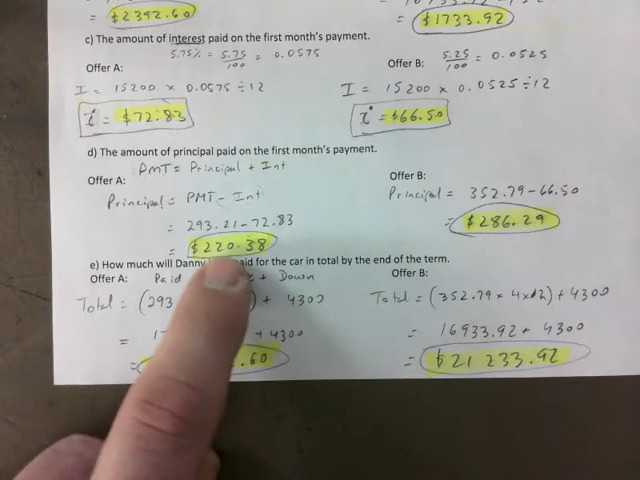 $2392.60
= $1733.92
c) The amount of interest paid on the first month's payment.
5.75% = 5.75/100 = 0.0575
Offer A:
Offer B: 5.25/100 = 0.0525
I = 15200 × 0.0575 ÷ 12
I = 15200 × 0.0525 ÷ 12
i = $72.83
i = $66.50
d) The amount of principal paid on the first month's payment.
PMT = Principal + Int
Offer A:
Offer B:
Principal = PMT - Int
Principal = 352.79 - 66.50
= 293.21 - 72.83
= $286.29
= $220.38
e) How much will Danny paid for the car in total by the end of the term.
Offer A: Paid + Down
Offer B:
Total = (293 ) + 4300
Total = (352.79 × 4×12) + 4300
= 1 + 4300
= 16933.92 + 4300
= .60
= $21 233.92